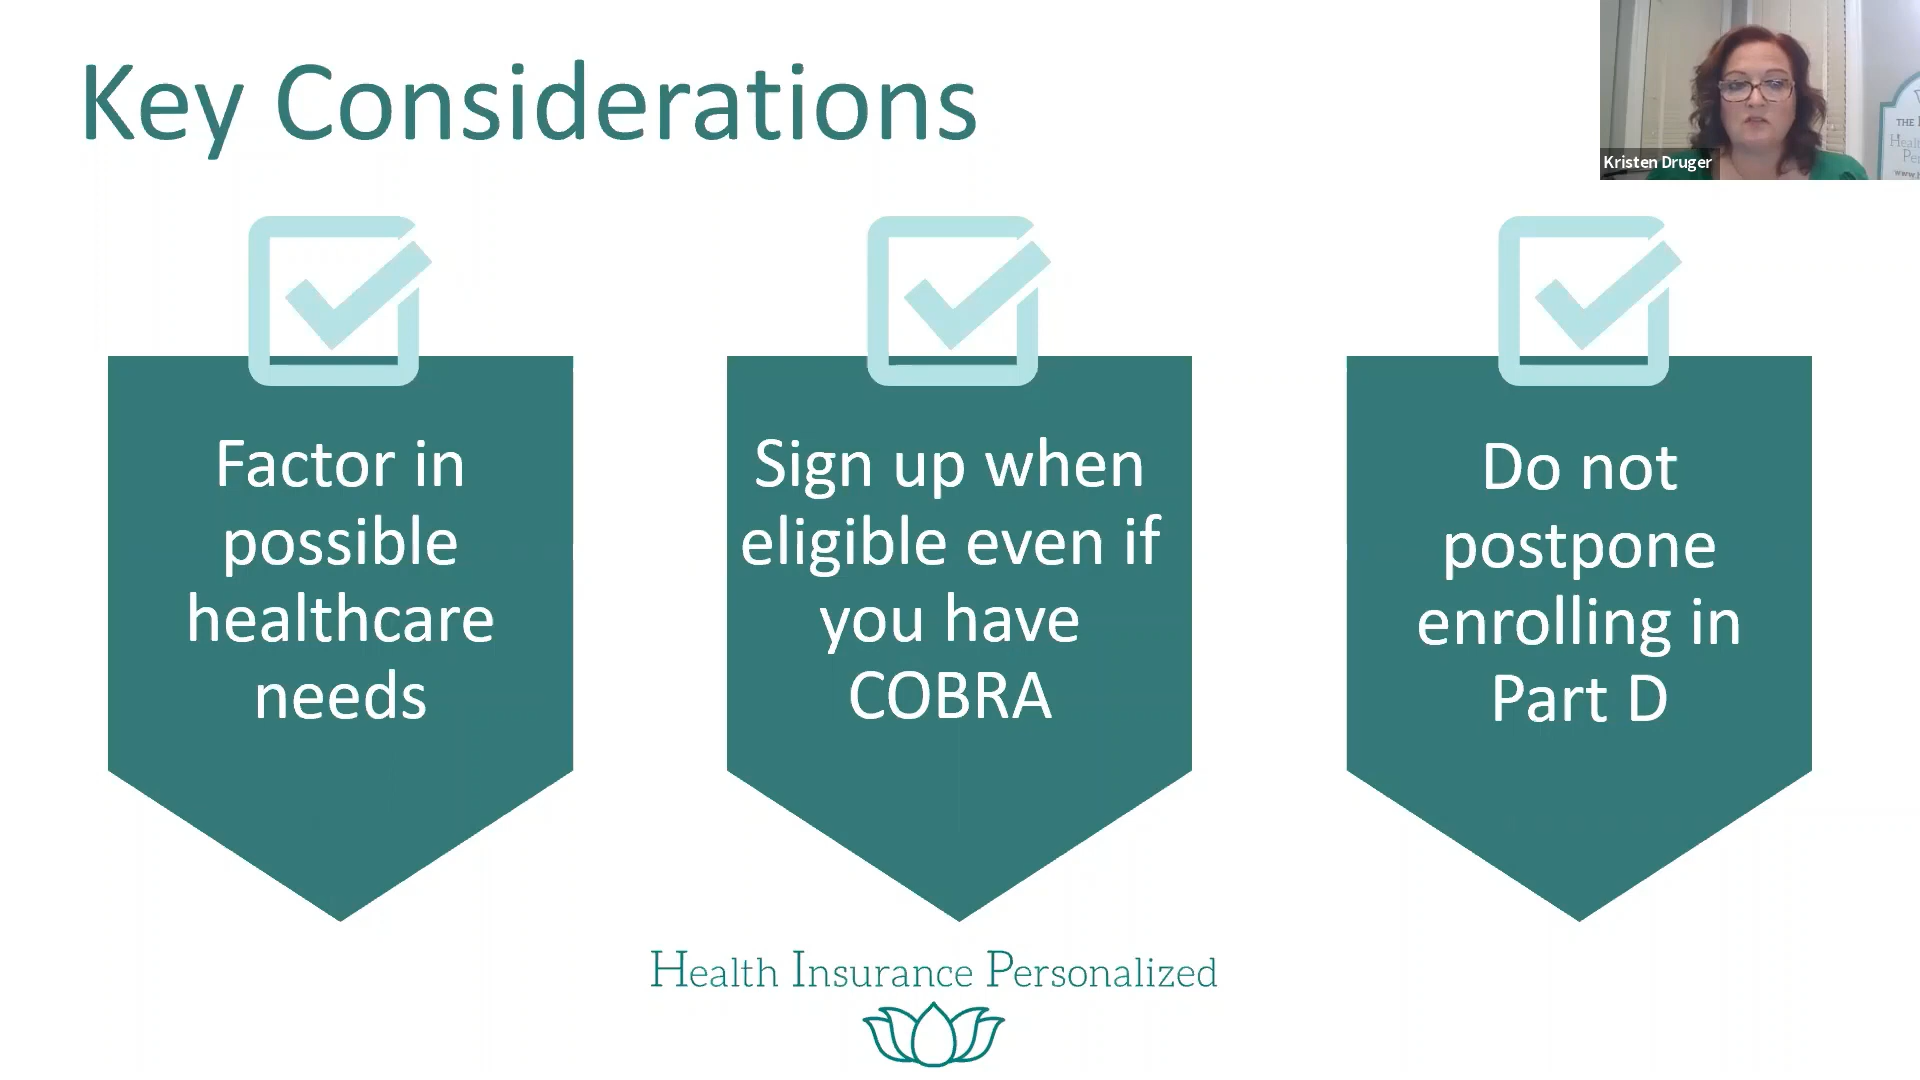 Key Considerations
Kristen Druger
THE
Factor in
possible
healthcare
needs
Sign up when
eligible even if
you have
COBRA
Do not
postpone
enrolling in
Part D
Health Insurance Personalized